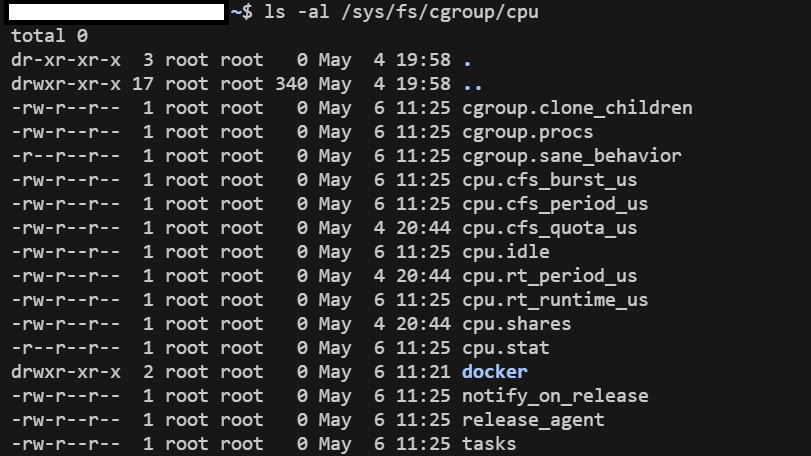 ~$ ls -al /sys/fs/cgroup/cpu
total 0
dr-xr-xr-x  3 root root   0 May  4 19:58 .
drwxr-xr-x 17 root root 340 May  4 19:58 ..
-rw-r--r--  1 root root   0 May  6 11:25 cgroup.clone_children
-rw-r--r--  1 root root   0 May  6 11:25 cgroup.procs
-r--r--r--  1 root root   0 May  6 11:25 cgroup.sane_behavior
-rw-r--r--  1 root root   0 May  6 11:25 cpu.cfs_burst_us
-rw-r--r--  1 root root   0 May  6 11:25 cpu.cfs_period_us
-rw-r--r--  1 root root   0 May  4 20:44 cpu.cfs_quota_us
-rw-r--r--  1 root root   0 May  6 11:25 cpu.idle
-rw-r--r--  1 root root   0 May  4 20:44 cpu.rt_period_us
-rw-r--r--  1 root root   0 May  6 11:25 cpu.rt_runtime_us
-rw-r--r--  1 root root   0 May  4 20:44 cpu.shares
-r--r--r--  1 root root   0 May  6 11:25 cpu.stat
drwxr-xr-x  2 root root   0 May  6 11:21 docker
-rw-r--r--  1 root root   0 May  6 11:25 notify_on_release
-rw-r--r--  1 root root   0 May  6 11:25 release_agent
-rw-r--r--  1 root root   0 May  6 11:25 tasks